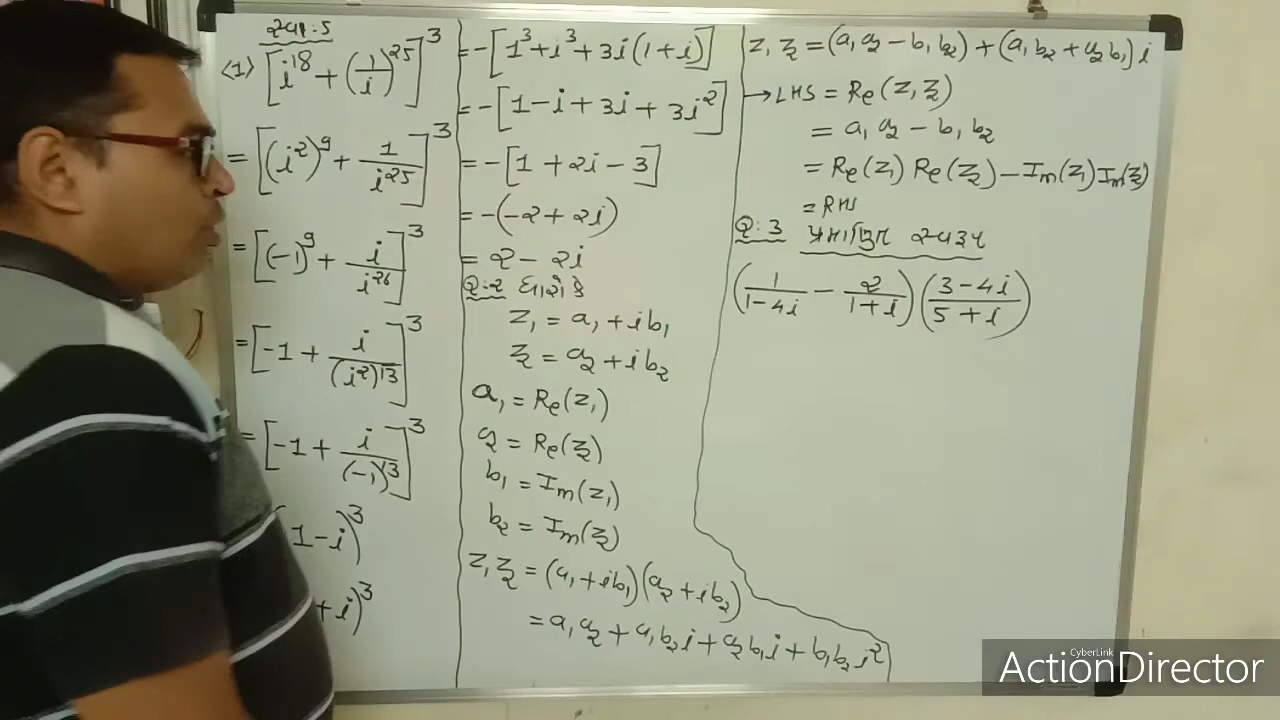 સ્વા: 5
<1> [i^18 + (1/i)^25]^3
= [(i^2)^9 + 1/i^25]^3
= [(-1)^9 + i/i^26]^3
= [-1 + i/(i^2)^13]^3
= [-1 + i/(-1)^13]^3
1-i)^3
+ i)^3
= -[1^3 + i^3 + 3i(1+i)]
= -[1 - i + 3i + 3i^2]
= -[1 + 2i - 3]
= -(-2 + 2i)
= 2 - 2i
Q:2 ધારો કે
z₁ = a₁ + ib₁
z₂ = a₂ + ib₂
a₁ = Re(z₁)
a₂ = Re(z₂)
b₁ = Im(z₁)
b₂ = Im(z₂)
z₁z₂ = (a₁ + ib₁)(a₂ + ib₂)
= a₁a₂ + a₁b₂i + a₂b₁i + b₁b₂i^2
z₁z₂ = (a₁a₂ - b₁b₂) + (a₁b₂ + a₂b₁)i
→ LHS = Re(z₁z₂)
= a₁a₂ - b₁b₂
= Re(z₁) Re(z₂) - Im(z₁) Im(z₂)
= RHS
Q: 3 પ્રમાણિત સ્વરૂપ
(1/(1-4i) - 2/(1+i)) ((3-4i)/(5+i))
CyberLink
ActionDirector